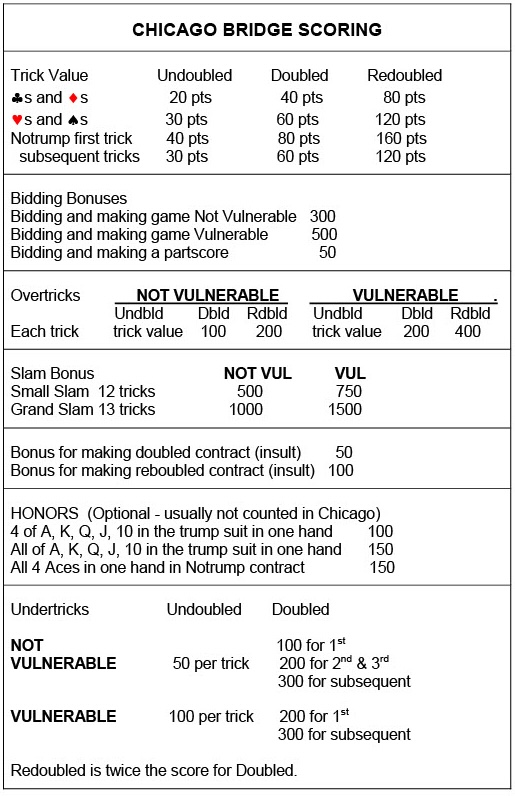 CHICAGO BRIDGE SCORING
Trick Value Undoubled Doubled Redoubled
♣s and ♦s 20 pts 40 pts 80 pts
♥s and ♠s 30 pts 60 pts 120 pts
Notrump first trick 40 pts 80 pts 160 pts
subsequent tricks 30 pts 60 pts 120 pts
Bidding Bonuses
Bidding and making game Not Vulnerable 300
Bidding and making game Vulnerable 500
Bidding and making a partscore 50
Overtricks NOT VULNERABLE VULNERABLE .
Undbld Dbld Rdbld Undbld Dbld Rdbld
Each trick trick value 100 200 trick value 200 400
Slam Bonus NOT VUL VUL
Small Slam 12 tricks 500 750
Grand Slam 13 tricks 1000 1500
Bonus for making doubled contract (insult) 50
Bonus for making reboubled contract (insult) 100
HONORS (Optional - usually not counted in Chicago)
4 of A, K, Q, J, 10 in the trump suit in one hand 100
All of A, K, Q, J, 10 in the trump suit in one hand 150
All 4 Aces in one hand in Notrump contract 150
Undertricks Undoubled Doubled
NOT 100 for 1st
VULNERABLE 50 per trick 200 for 2nd & 3rd
300 for subsequent
VULNERABLE 100 per trick 200 for 1st
300 for subsequent
Redoubled is twice the score for Doubled.